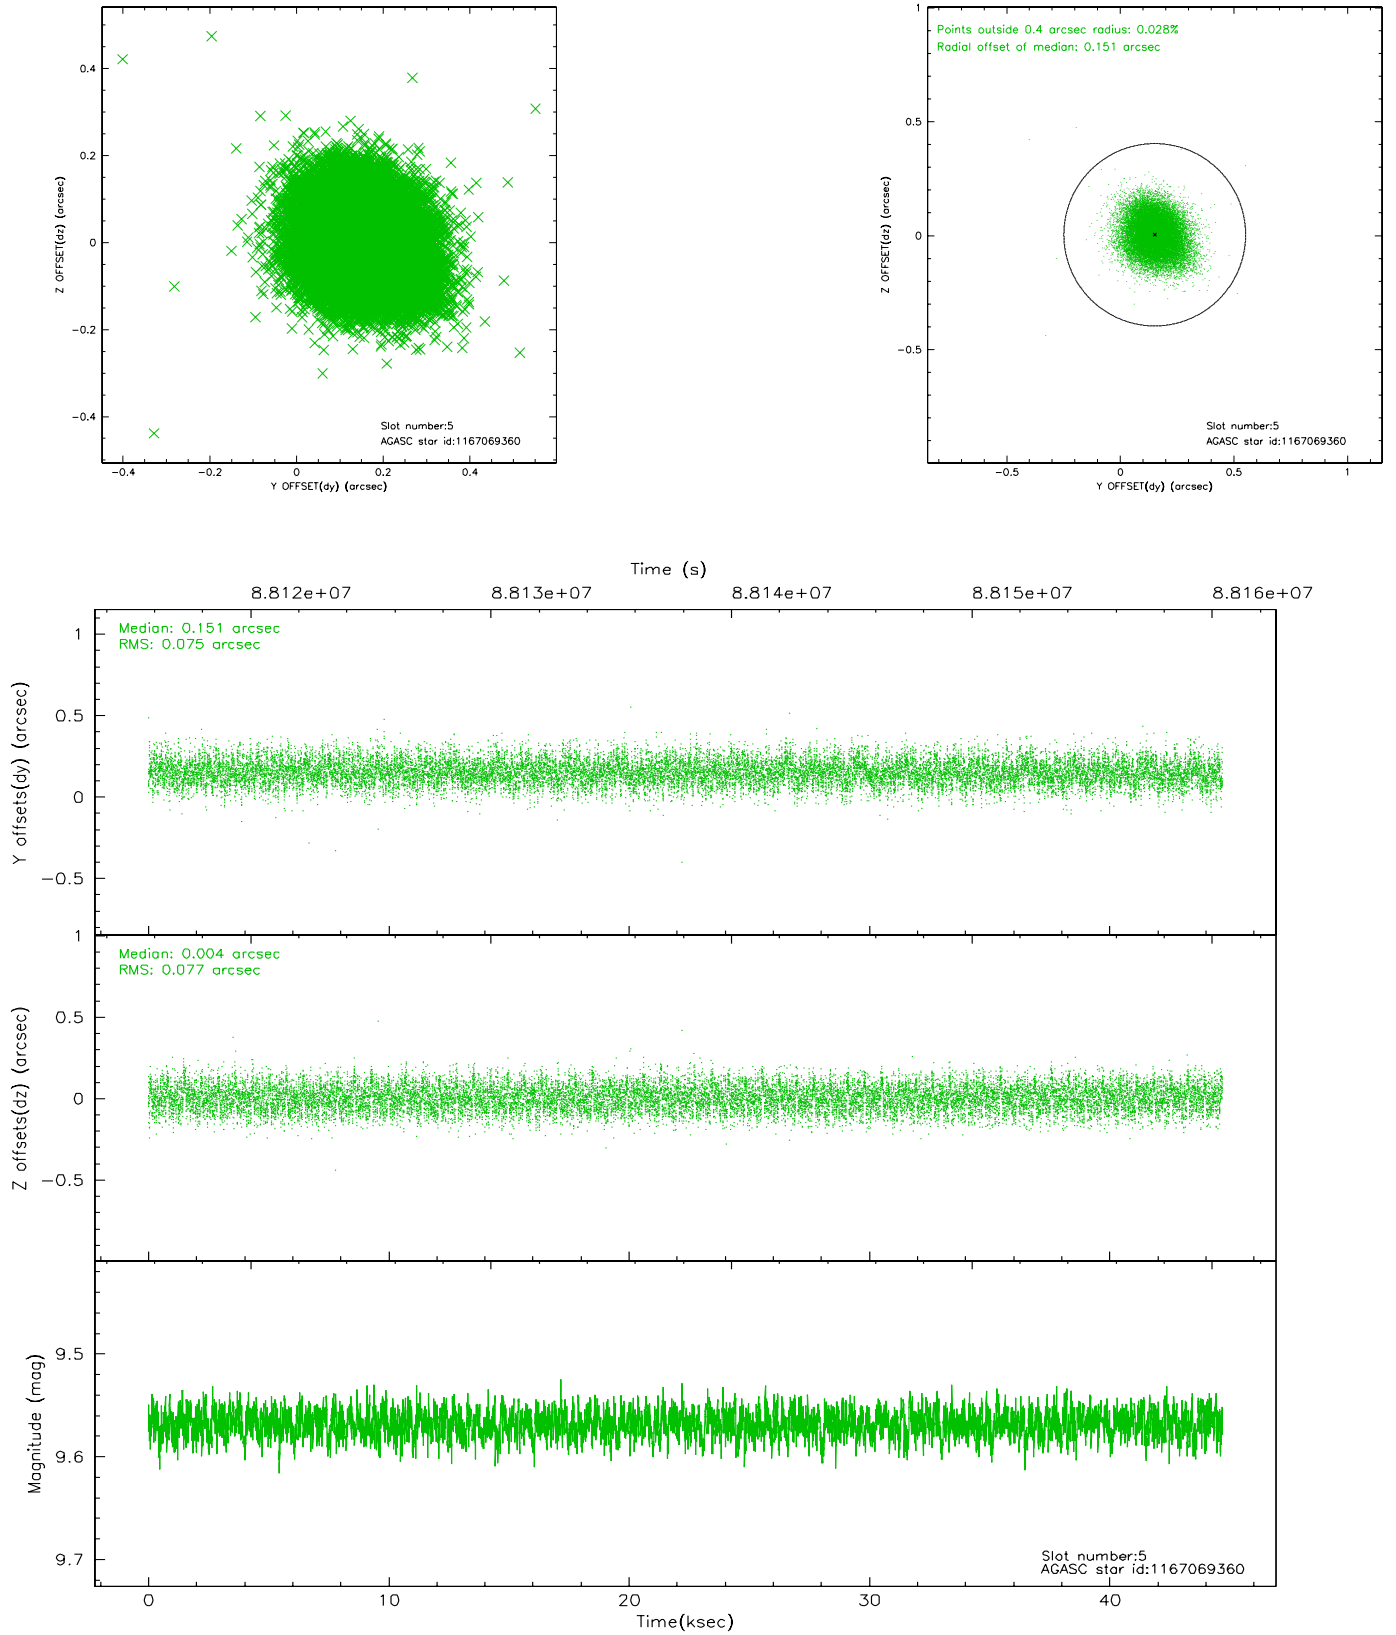 0.4
0.2
0
−0.2
−0.4
Z OFFSET(dz) (arcsec)
−0.4
−0.2
0
0.2
0.4
Y OFFSET(dy) (arcsec)
Slot number:5
AGASC star id:1167069360
Points outside 0.4 arcsec radius: 0.028%
Radial offset of median: 0.151 arcsec
1
0.5
0
−0.5
Z OFFSET(dz) (arcsec)
−0.5
0
0.5
1
Y OFFSET(dy) (arcsec)
Slot number:5
AGASC star id:1167069360
Time (s)
8.812e+07
8.813e+07
8.814e+07
8.815e+07
8.816e+07
Median: 0.151 arcsec
RMS: 0.075 arcsec
1
0.5
0
−0.5
Y offsets(dy) (arcsec)
Median: 0.004 arcsec
RMS: 0.077 arcsec
1
0.5
0
−0.5
Z offsets(dz) (arcsec)
9.5
9.6
9.7
Magnitude (mag)
Slot number:5
AGASC star id:1167069360
0
10
20
30
40
Time(ksec)